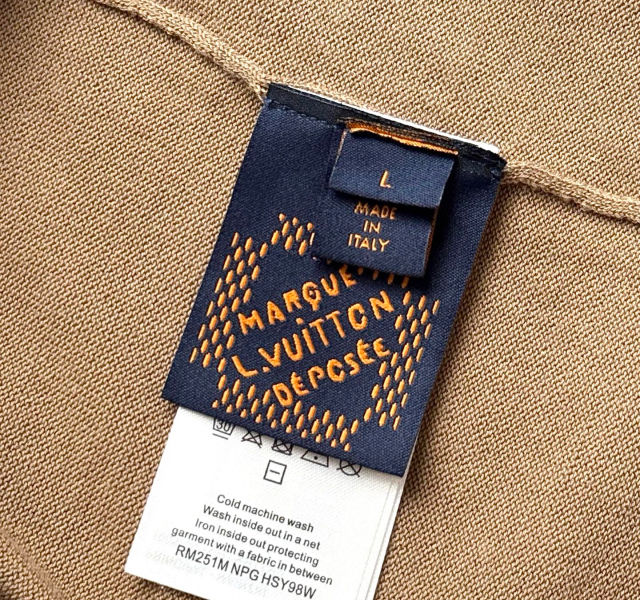 L
MADE
IN
ITALY
MARQUE
L.VUITTON
DÉPOSÉE
30
Cold machine wash
Wash inside out in a net
Iron inside out protecting
garment with a fabric in between
RM251M NPG HSY98W